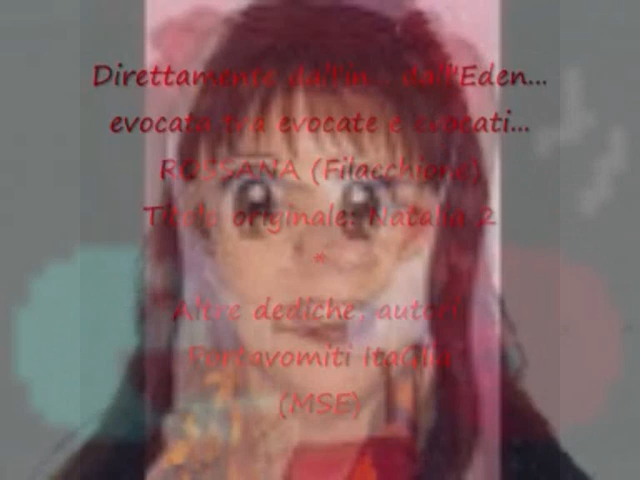 Direttamente dall'in... dall'Eden...
evocata tra evocate e evocati...
ROSSANA (Filacchione)
Titolo originale: Natalia 2
*
Altre dediche, autori
Portavomiti
(MSE)